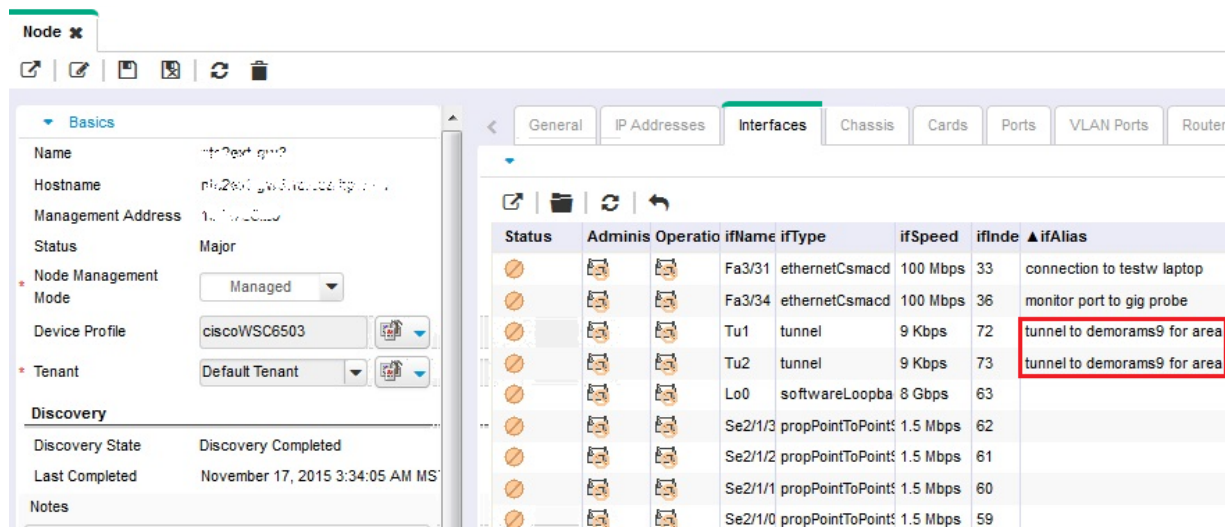 Node
Basics
Name
Hostname
Management Address
Status Major
* Node Management Mode Managed
Device Profile ciscoWSC6503
* Tenant Default Tenant
Discovery
Discovery State Discovery Completed
Last Completed November 17, 2015 3:34:05 AM MS
Notes
General IP Addresses Interfaces Chassis Cards Ports VLAN Ports Router
Status Adminis Operatio ifName ifType ifSpeed ifInde ▲ifAlias
Fa3/31 ethernetCsmacd 100 Mbps 33 connection to testw laptop
Fa3/34 ethernetCsmacd 100 Mbps 36 monitor port to gig probe
Tu1 tunnel 9 Kbps 72 tunnel to demorams9 for area
Tu2 tunnel 9 Kbps 73 tunnel to demorams9 for area
Lo0 softwareLoopba 8 Gbps 63
Se2/1/3 propPointToPointS 1.5 Mbps 62
Se2/1/2 propPointToPointS 1.5 Mbps 61
Se2/1/1 propPointToPointS 1.5 Mbps 60
Se2/1/0 propPointToPointS 1.5 Mbps 59